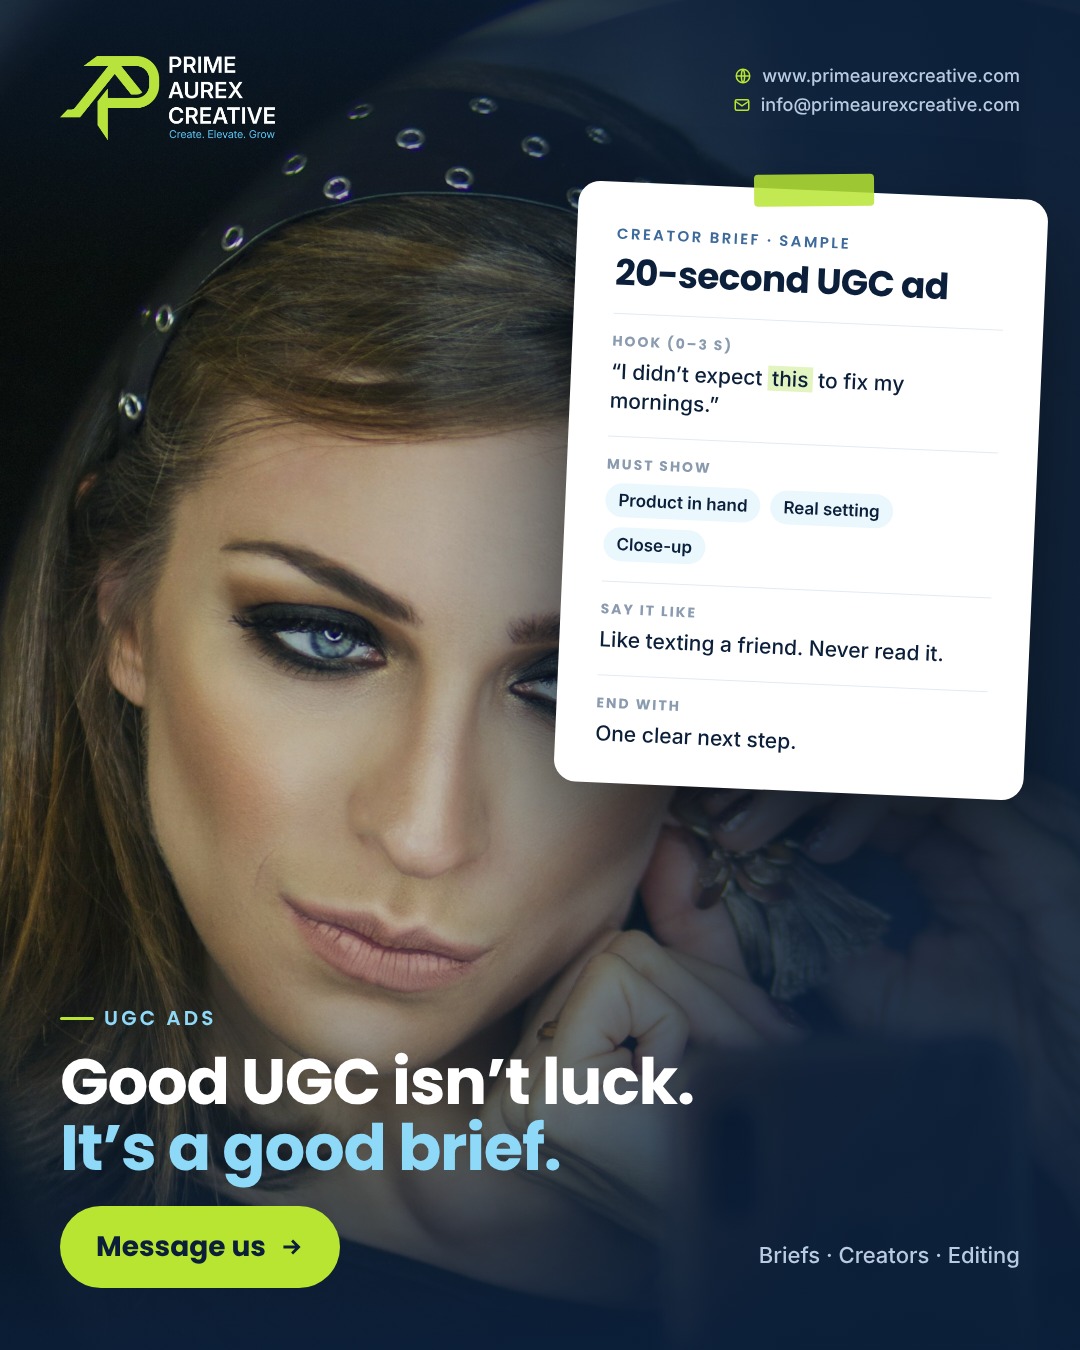 PRIME
AUREX
CREATIVE
Create. Elevate. Grow
www.primeaurexcreative.com
info@primeaurexcreative.com
CREATOR BRIEF · SAMPLE
20-second UGC ad
HOOK (0–3 S)
“I didn’t expect this to fix my
mornings.”
MUST SHOW
Product in hand
Real setting
Close-up
SAY IT LIKE
Like texting a friend. Never read it.
END WITH
One clear next step.
UGC ADS
Good UGC isn’t luck.
It’s a good brief.
Message us →
Briefs · Creators · Editing